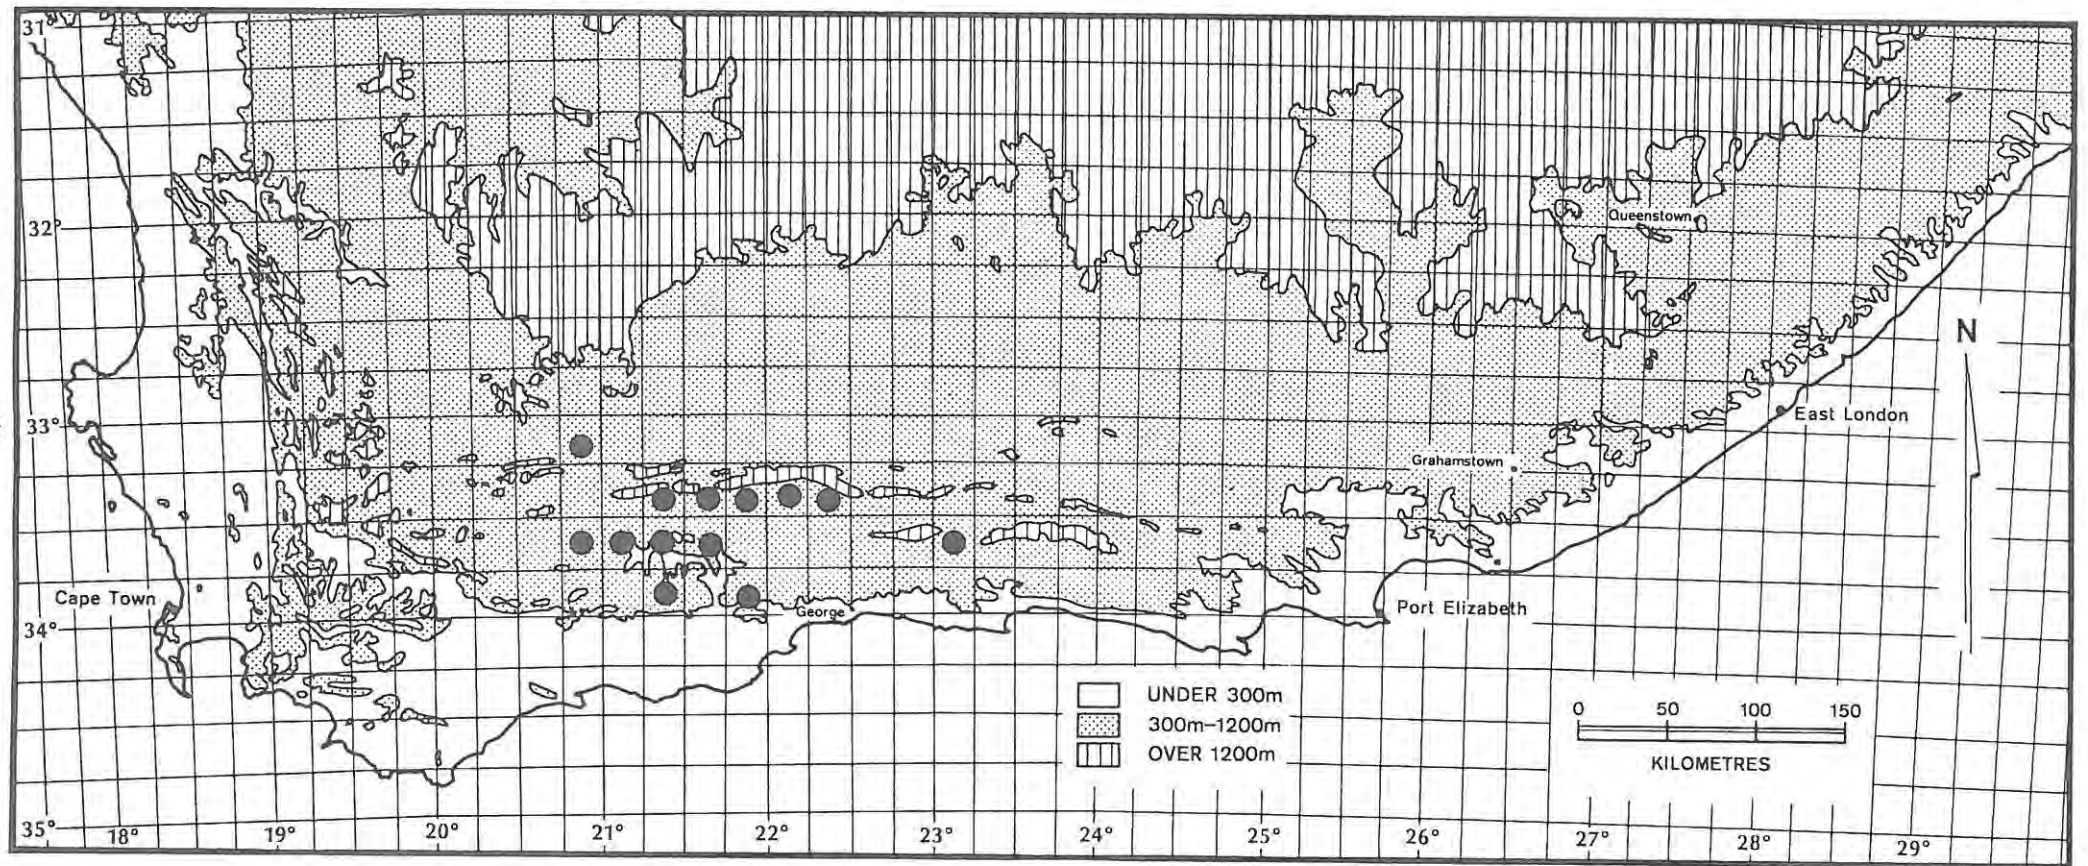 31
32°
Queenstown
33°
East London
N
Grahamstown
Cape Town
George
Port Elizabeth
34°
UNDER 300m
300m–1200m
OVER 1200m
0 50 100 150
KILOMETRES
35°
18° 19° 20° 21° 22° 23° 24° 25° 26° 27° 28° 29°